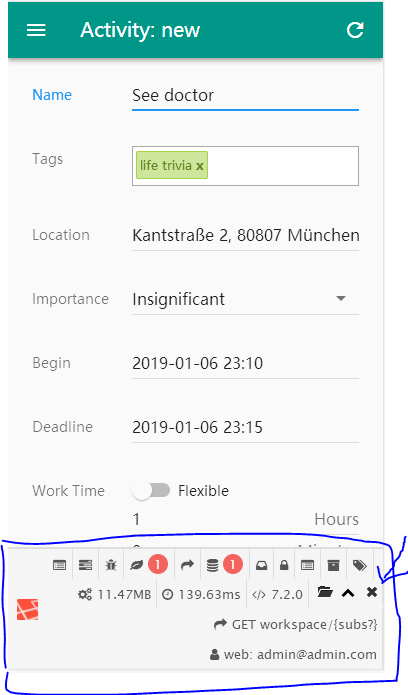 Activity: new
Name See doctor
Tags life trivia x
Location Kantstraße 2, 80807 München
Importance Insignificant
Begin 2019-01-06 23:10
Deadline 2019-01-06 23:15
Work Time Flexible
1 Hours
1 1
11.47MB 139.63ms 7.2.0
GET workspace/{subs?}
web: admin@admin.com